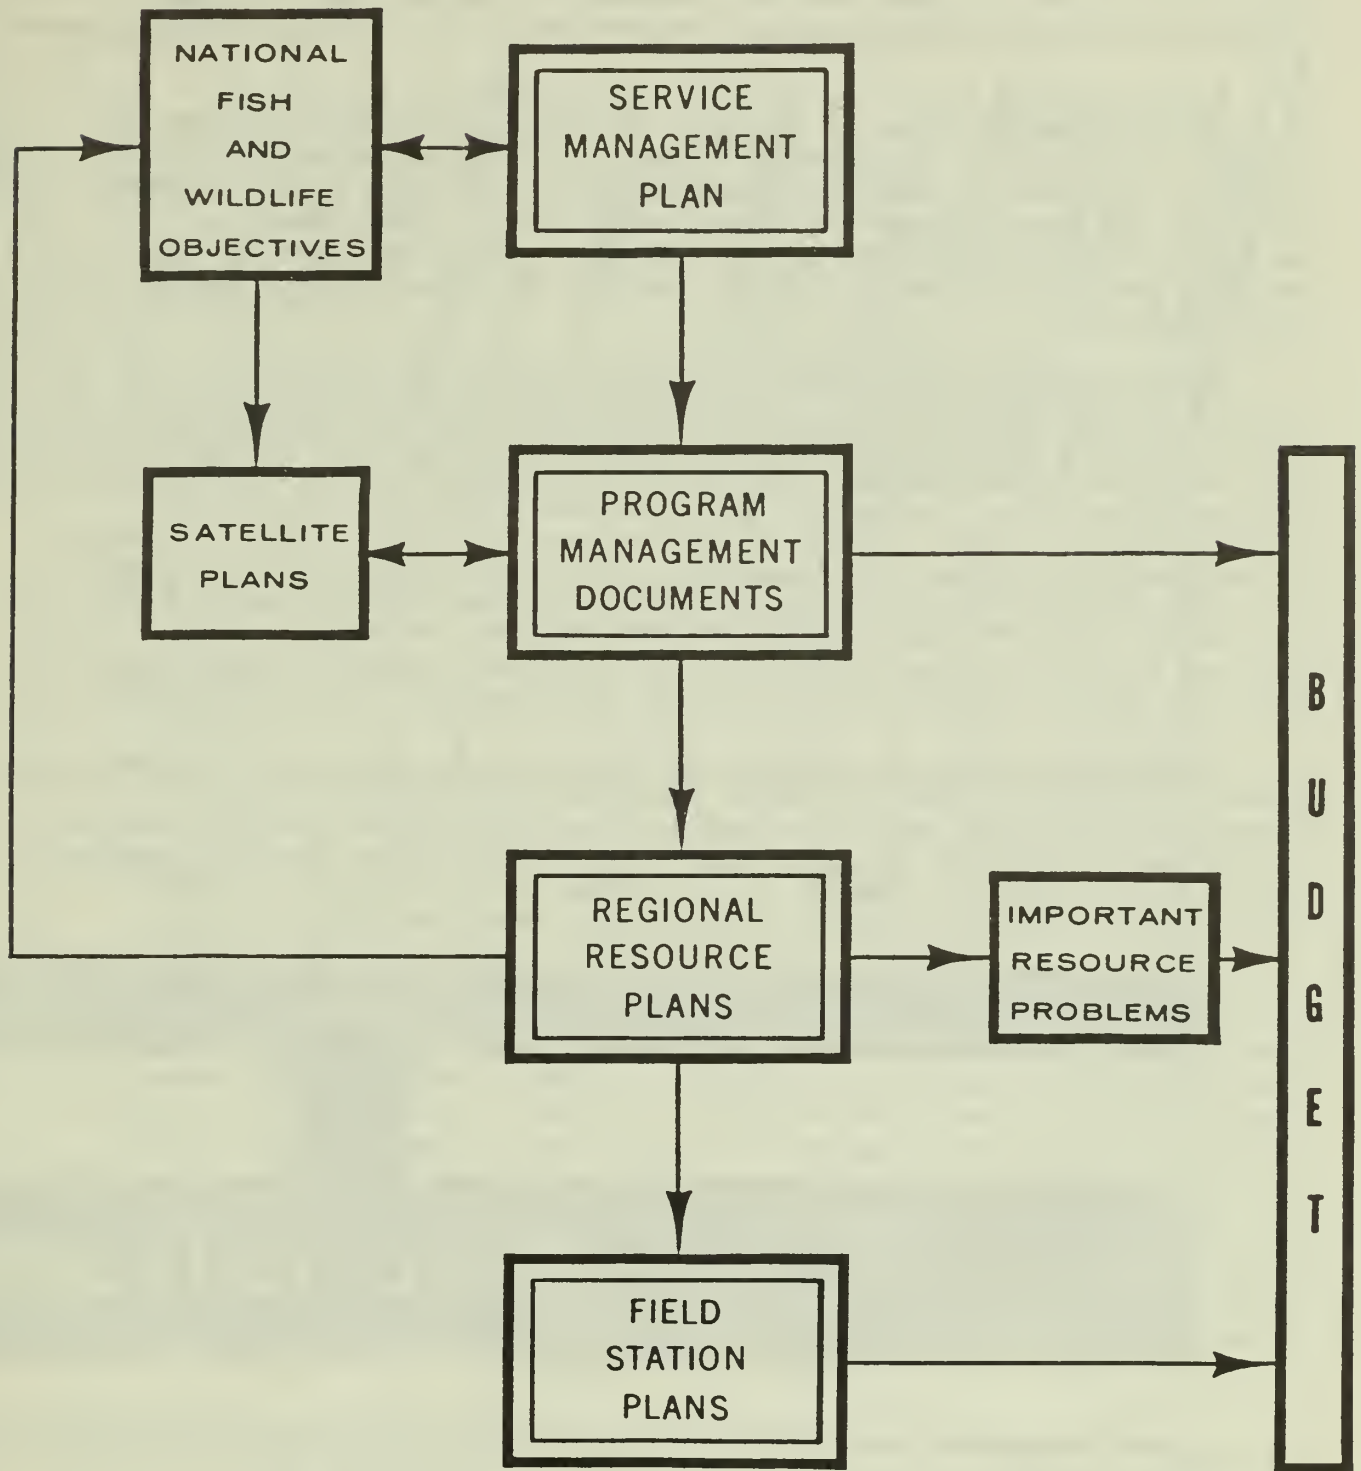 NATIONAL
FISH
AND
WILDLIFE
OBJECTIVES
SERVICE
MANAGEMENT
PLAN
SATELLITE
PLANS
PROGRAM
MANAGEMENT
DOCUMENTS
REGIONAL
RESOURCE
PLANS
IMPORTANT
RESOURCE
PROBLEMS
FIELD
STATION
PLANS
BUDGET